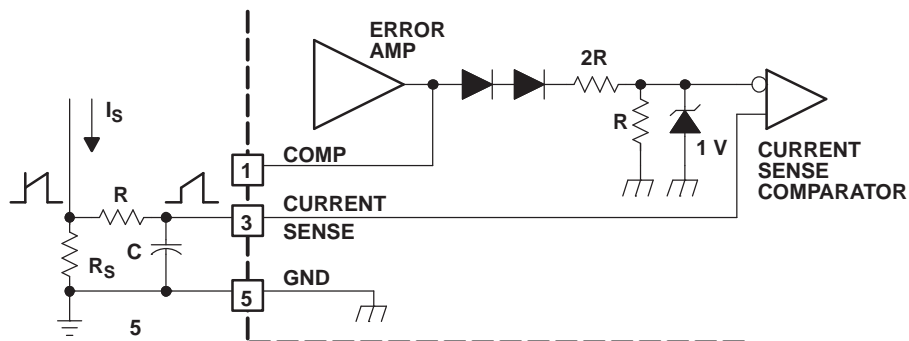 ERROR
AMP
2R
I_S
R
1 V
1
COMP
CURRENT
SENSE
COMPARATOR
R
3
CURRENT
SENSE
C
R_S
5
GND
5